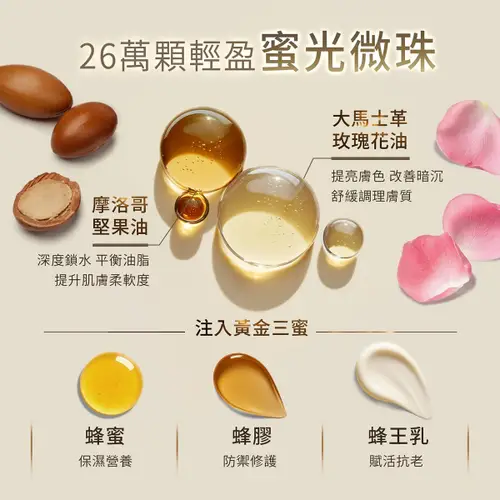 26萬顆輕盈蜜光微珠
大馬士革
玫瑰花油
提亮膚色 改善暗沉
舒緩調理膚質
摩洛哥
堅果油
深度鎖水 平衡油脂
提升肌膚柔軟度
注入黃金三蜜
蜂蜜
保濕營養
蜂膠
防禦修護
蜂王乳
賦活抗老